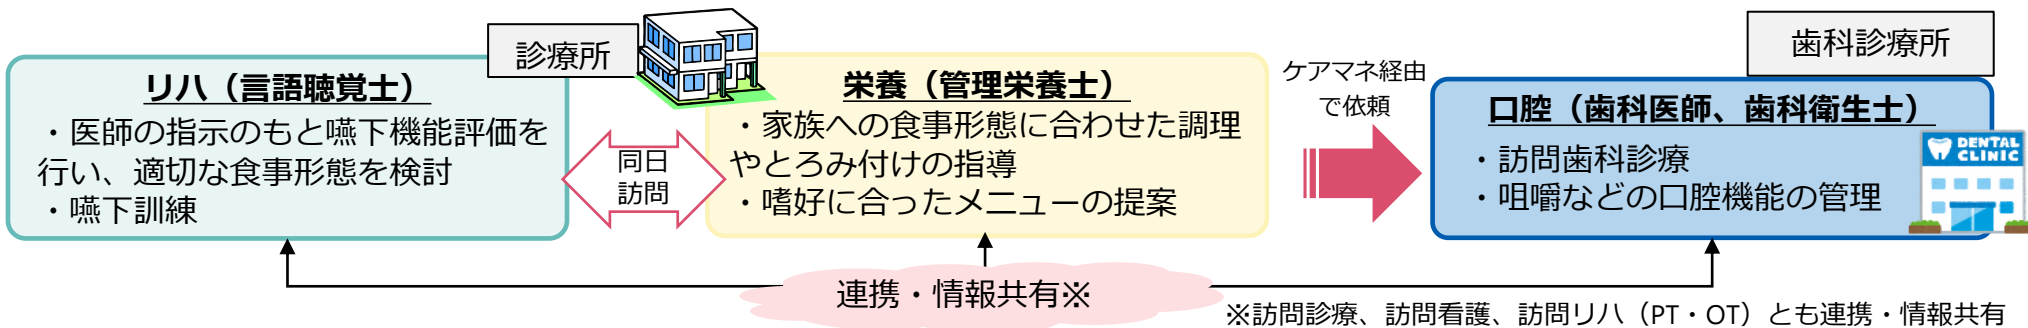 診療所
リハ（言語聴覚士）
・医師の指示のもと嚥下機能評価を
行い、適切な食事形態を検討
・嚥下訓練
同日
訪問
栄養（管理栄養士）
・家族への食事形態に合わせた調理
やとろみ付けの指導
・嗜好に合ったメニューの提案
ケアマネ経由
で依頼
歯科診療所
口腔（歯科医師、歯科衛生士）
・訪問歯科診療
・咀嚼などの口腔機能の管理
DENTAL
CLINIC
連携・情報共有※
※訪問診療、訪問看護、訪問リハ（PT・OT）とも連携・情報共有